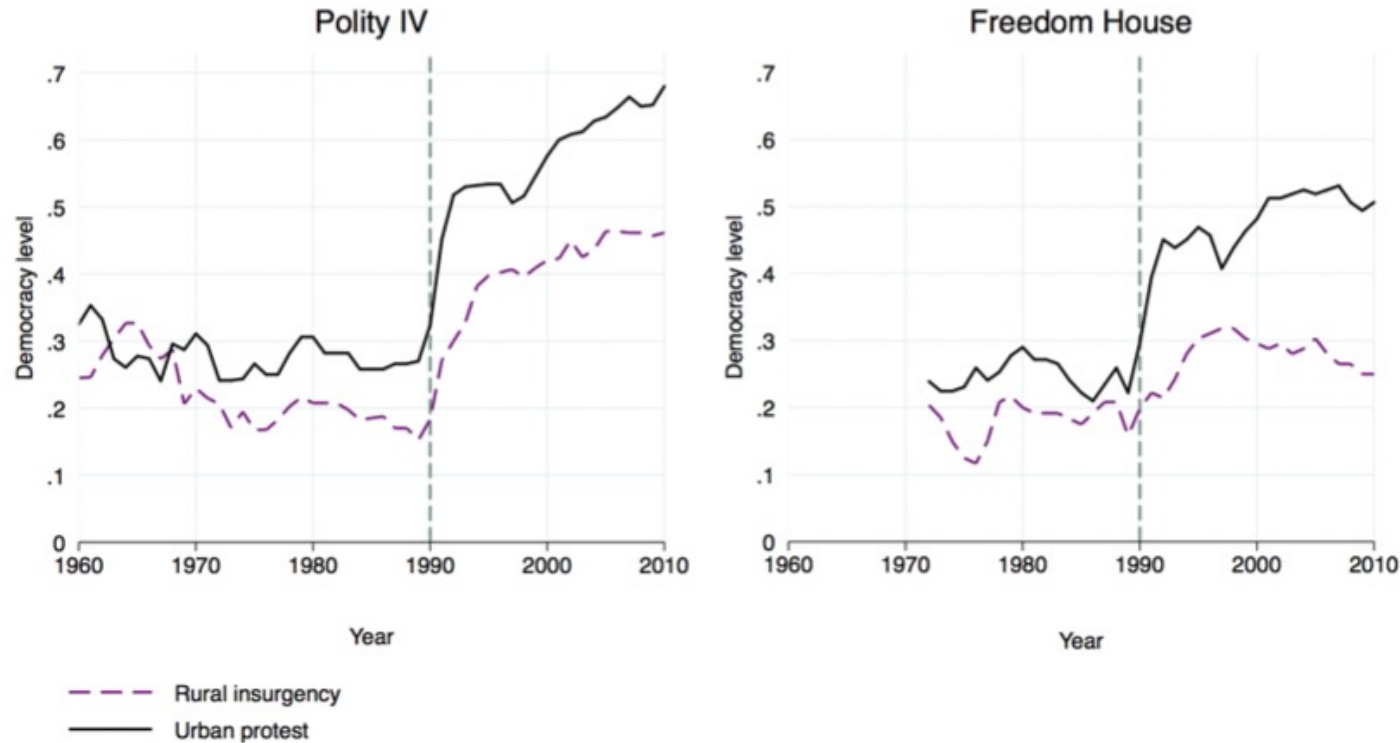 Polity IV
Democracy level
.7
.6
.5
.4
.3
.2
.1
0
1960 1970 1980 1990 2000 2010
Year
Freedom House
Democracy level
.7
.6
.5
.4
.3
.2
.1
0
1960 1970 1980 1990 2000 2010
Year
Rural insurgency
Urban protest